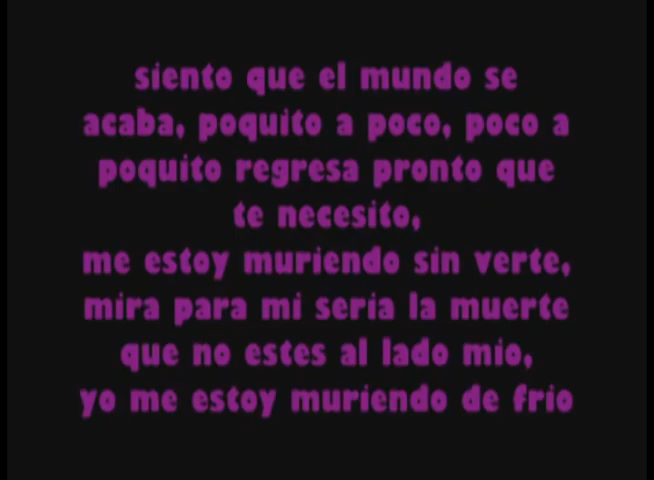 siento que el mundo se
acaba, poquito a poco, poco a
poquito regresa pronto que
te necesito,
me estoy muriendo sin verte,
mira para mi seria la muerte
que no estes al lado mio,
yo me estoy muriendo de frio